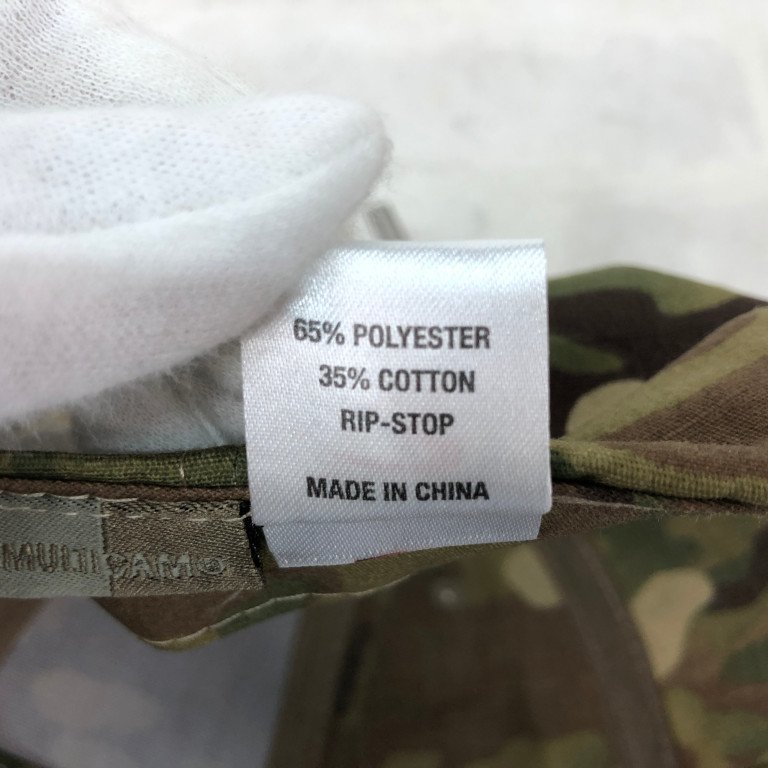 65% POLYESTER
35% COTTON
RIP-STOP
MADE IN CHINA
MULTICAM®